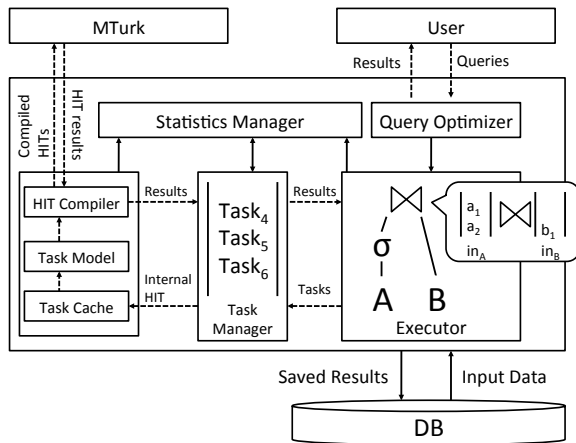 MTurk
User
Compiled HITs
HIT results
Results
Queries
Statistics Manager
Query Optimizer
HIT Compiler
Results
Task4
Task5
Task6
Results
σ
A B
a1
a2
b1
inA
inB
Task Model
Task Cache
Internal HIT
Task Manager
Tasks
Executor
Saved Results
Input Data
DB